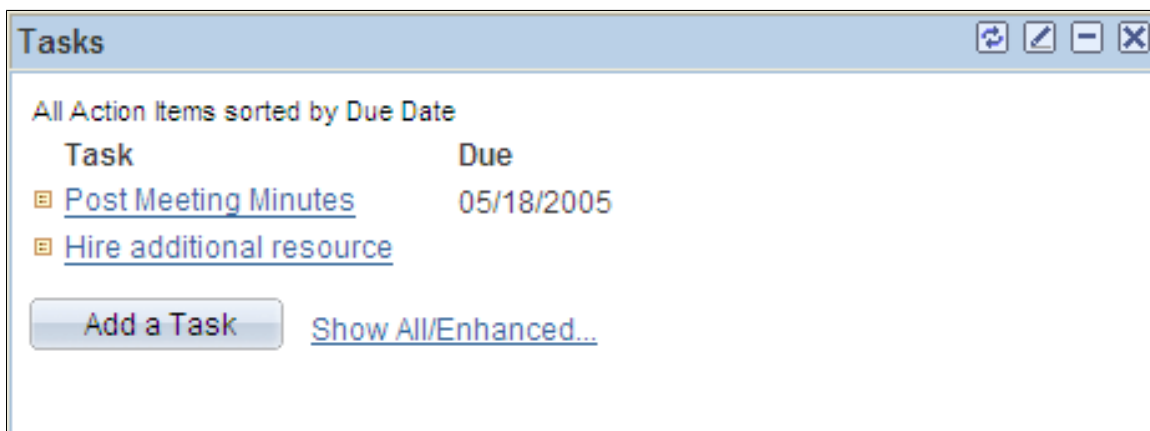 Tasks
All Action Items sorted by Due Date
Task Due
Post Meeting Minutes 05/18/2005
Hire additional resource
Add a Task Show All/Enhanced...